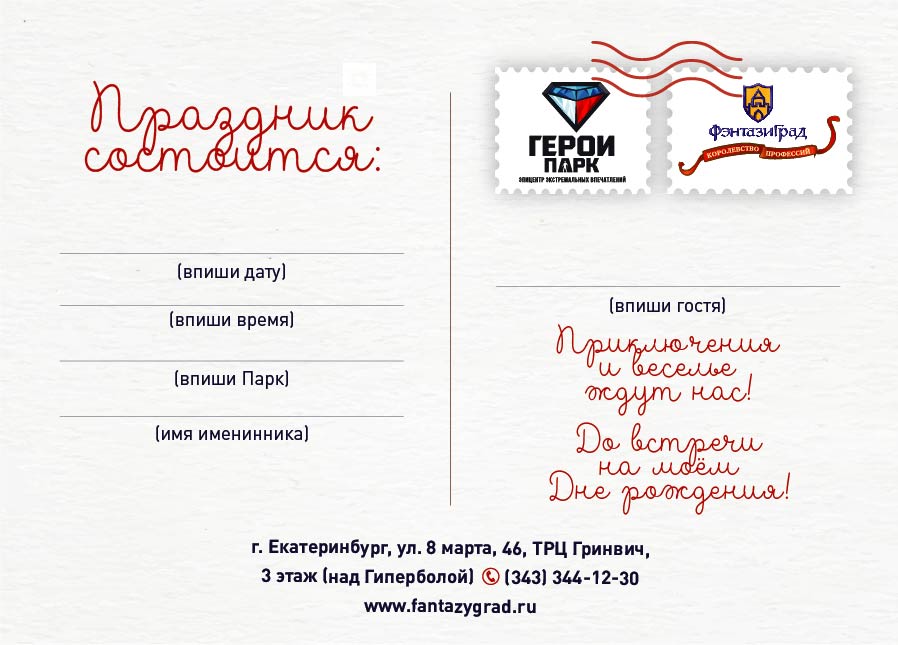 Праздник
состоится:
(впиши дату)
(впиши время)
(впиши Парк)
(имя именинника)
ГЕРОИ
ПАРК
ЭПИЦЕНТР ЭКСТРЕМАЛЬНЫХ ВПЕЧАТЛЕНИЙ
ФэнтазиГрад
КОРОЛЕВСТВО ПРОФЕССИЙ
(впиши гостя)
Приключения
и веселье
ждут нас!
До встречи
на моём
Дне рождения!
г. Екатеринбург, ул. 8 марта, 46, ТРЦ Гринвич,
3 этаж (над Гиперболой) (343) 344-12-30
www.fantazygrad.ru